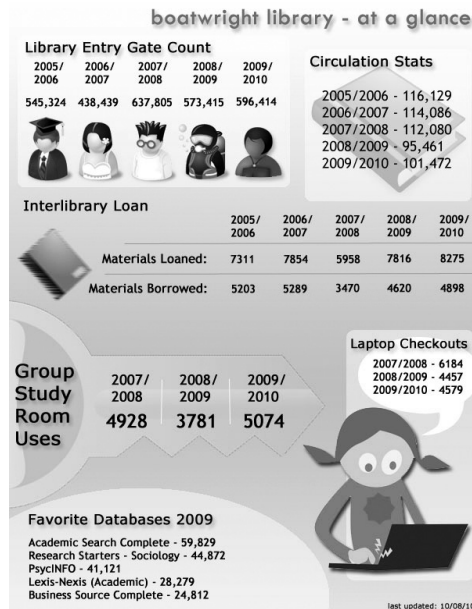 boatwright library - at a glance
Library Entry Gate Count
2005/ 2006/ 2007/ 2008/ 2009/
2006 2007 2008 2009 2010
545,324 438,439 637,805 573,415 596,414
Circulation Stats
2005/2006 - 116,129
2006/2007 - 114,086
2007/2008 - 112,080
2008/2009 - 95,461
2009/2010 - 101,472
Interlibrary Loan
2005/ 2006/ 2007/ 2008/ 2009/
2006 2007 2008 2009 2010
Materials Loaned: 7311 7854 5958 7816 8275
Materials Borrowed: 5203 5289 3470 4620 4898
Group
Study
Room
Uses
2007/ 2008/ 2009/
2008 2009 2010
4928 3781 5074
Laptop Checkouts
2007/2008 - 6184
2008/2009 - 4457
2009/2010 - 4579
Favorite Databases 2009
Academic Search Complete - 59,829
Research Starters - Sociology - 44,872
PsycINFO - 41,121
Lexis-Nexis (Academic) - 28,279
Business Source Complete - 24,812
last updated: 10/08/10